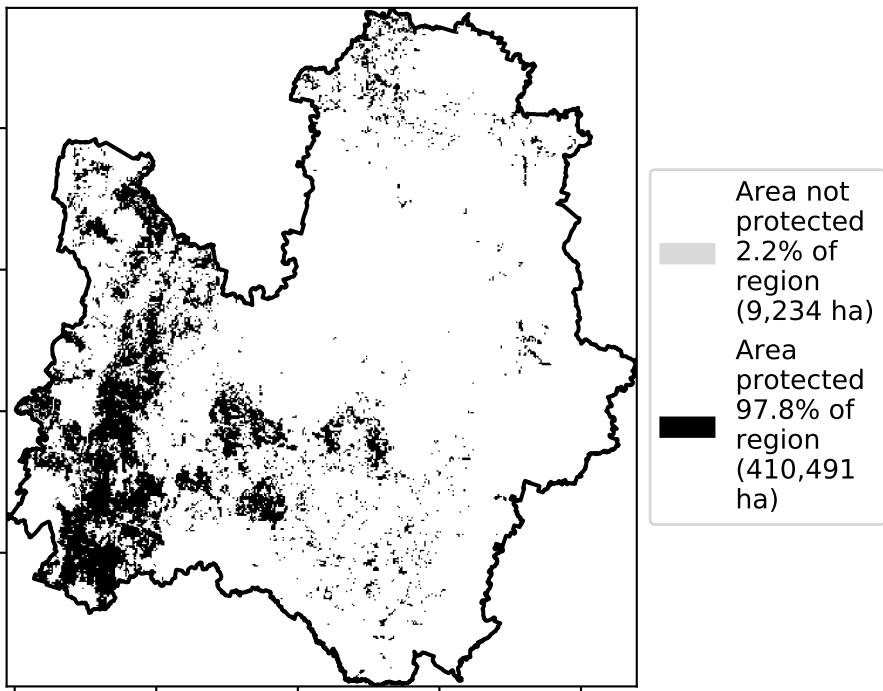 Area not
protected
2.2% of
region
(9,234 ha)
Area
protected
97.8% of
region
(410,491
ha)